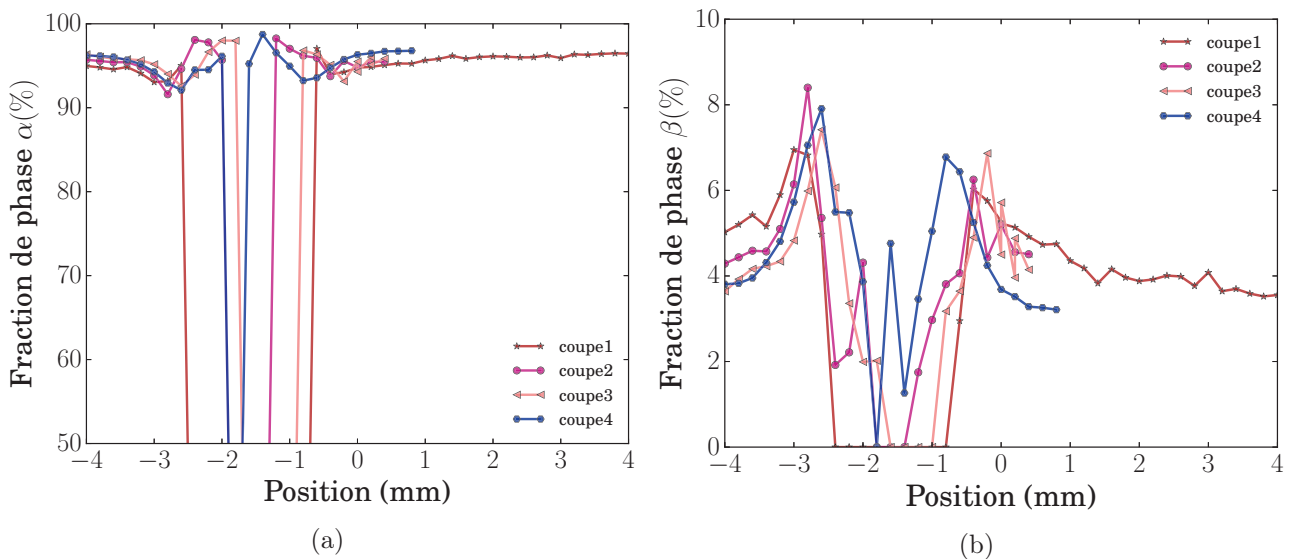 Fraction de phase α(%)
100
90
80
70
60
50
−4 −3 −2 −1 0 1 2 3 4
Position (mm)
coupe1
coupe2
coupe3
coupe4
(a)
Fraction de phase β(%)
10
8
6
4
2
0
−4 −3 −2 −1 0 1 2 3 4
Position (mm)
coupe1
coupe2
coupe3
coupe4
(b)